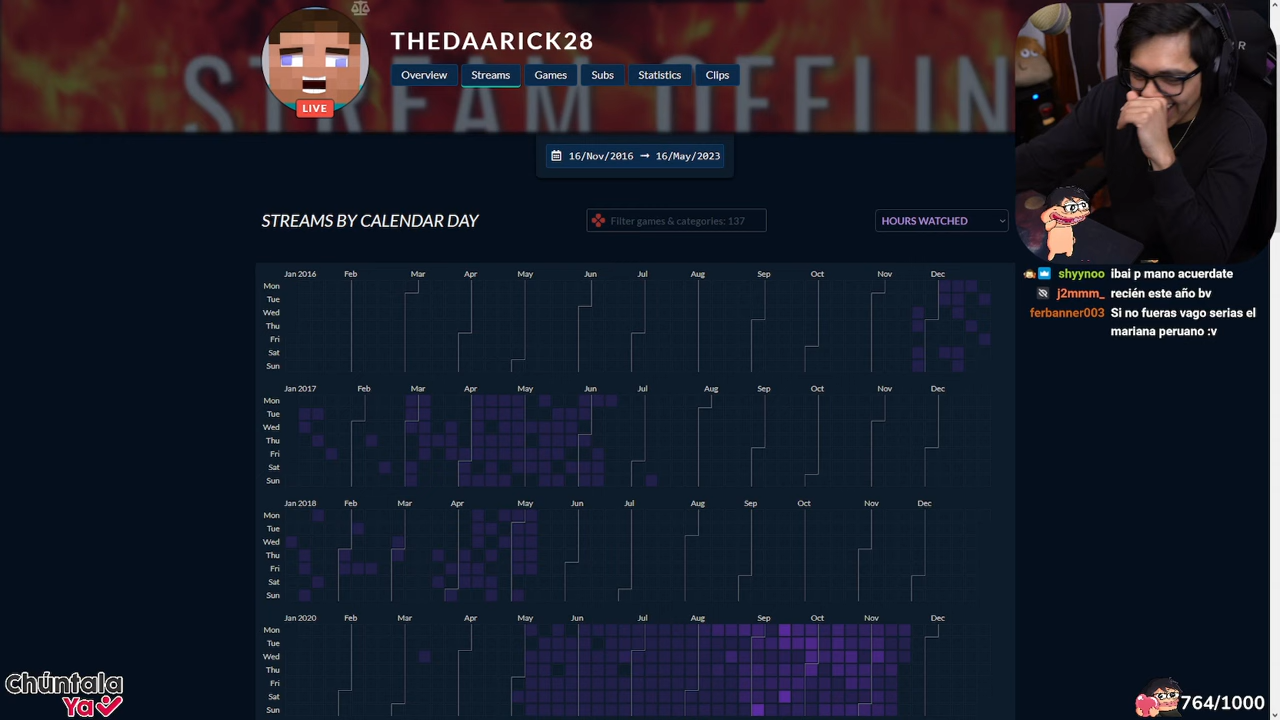 STREAM OFFLIN
THEDAARICK28
Overview Streams Games Subs Statistics Clips
LIVE
16/Nov/2016 → 16/May/2023
STREAMS BY CALENDAR DAY
Filter games & categories: 137
HOURS WATCHED
Jan 2016 Feb Mar Apr May Jun Jul Aug Sep Oct Nov Dec
Mon
Tue
Wed
Thu
Fri
Sat
Sun
Jan 2017 Feb Mar Apr May Jun Jul Aug Sep Oct Nov Dec
Mon
Tue
Wed
Thu
Fri
Sat
Sun
Jan 2018 Feb Mar Apr May Jun Jul Aug Sep Oct Nov Dec
Mon
Tue
Wed
Thu
Fri
Sat
Sun
Jan 2020 Feb Mar Apr May Jun Jul Aug Sep Oct Nov Dec
Mon
Tue
Wed
Thu
Fri
Sat
Sun
shyynoo ibai p mano acuerdate
j2mmm_ recién este año bv
ferbanner003 Si no fueras vago serias el
mariana peruano :v
Chúntala
Ya
764/1000